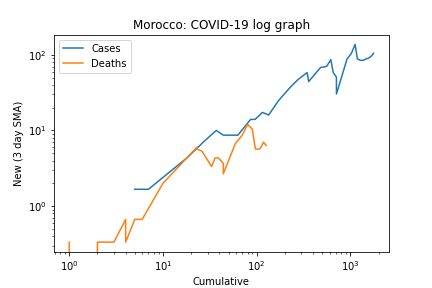 Morocco: COVID-19 log graph
Cases
Deaths
New (3 day SMA)
10²
10¹
10⁰
10⁰ 10¹ 10² 10³
Cumulative